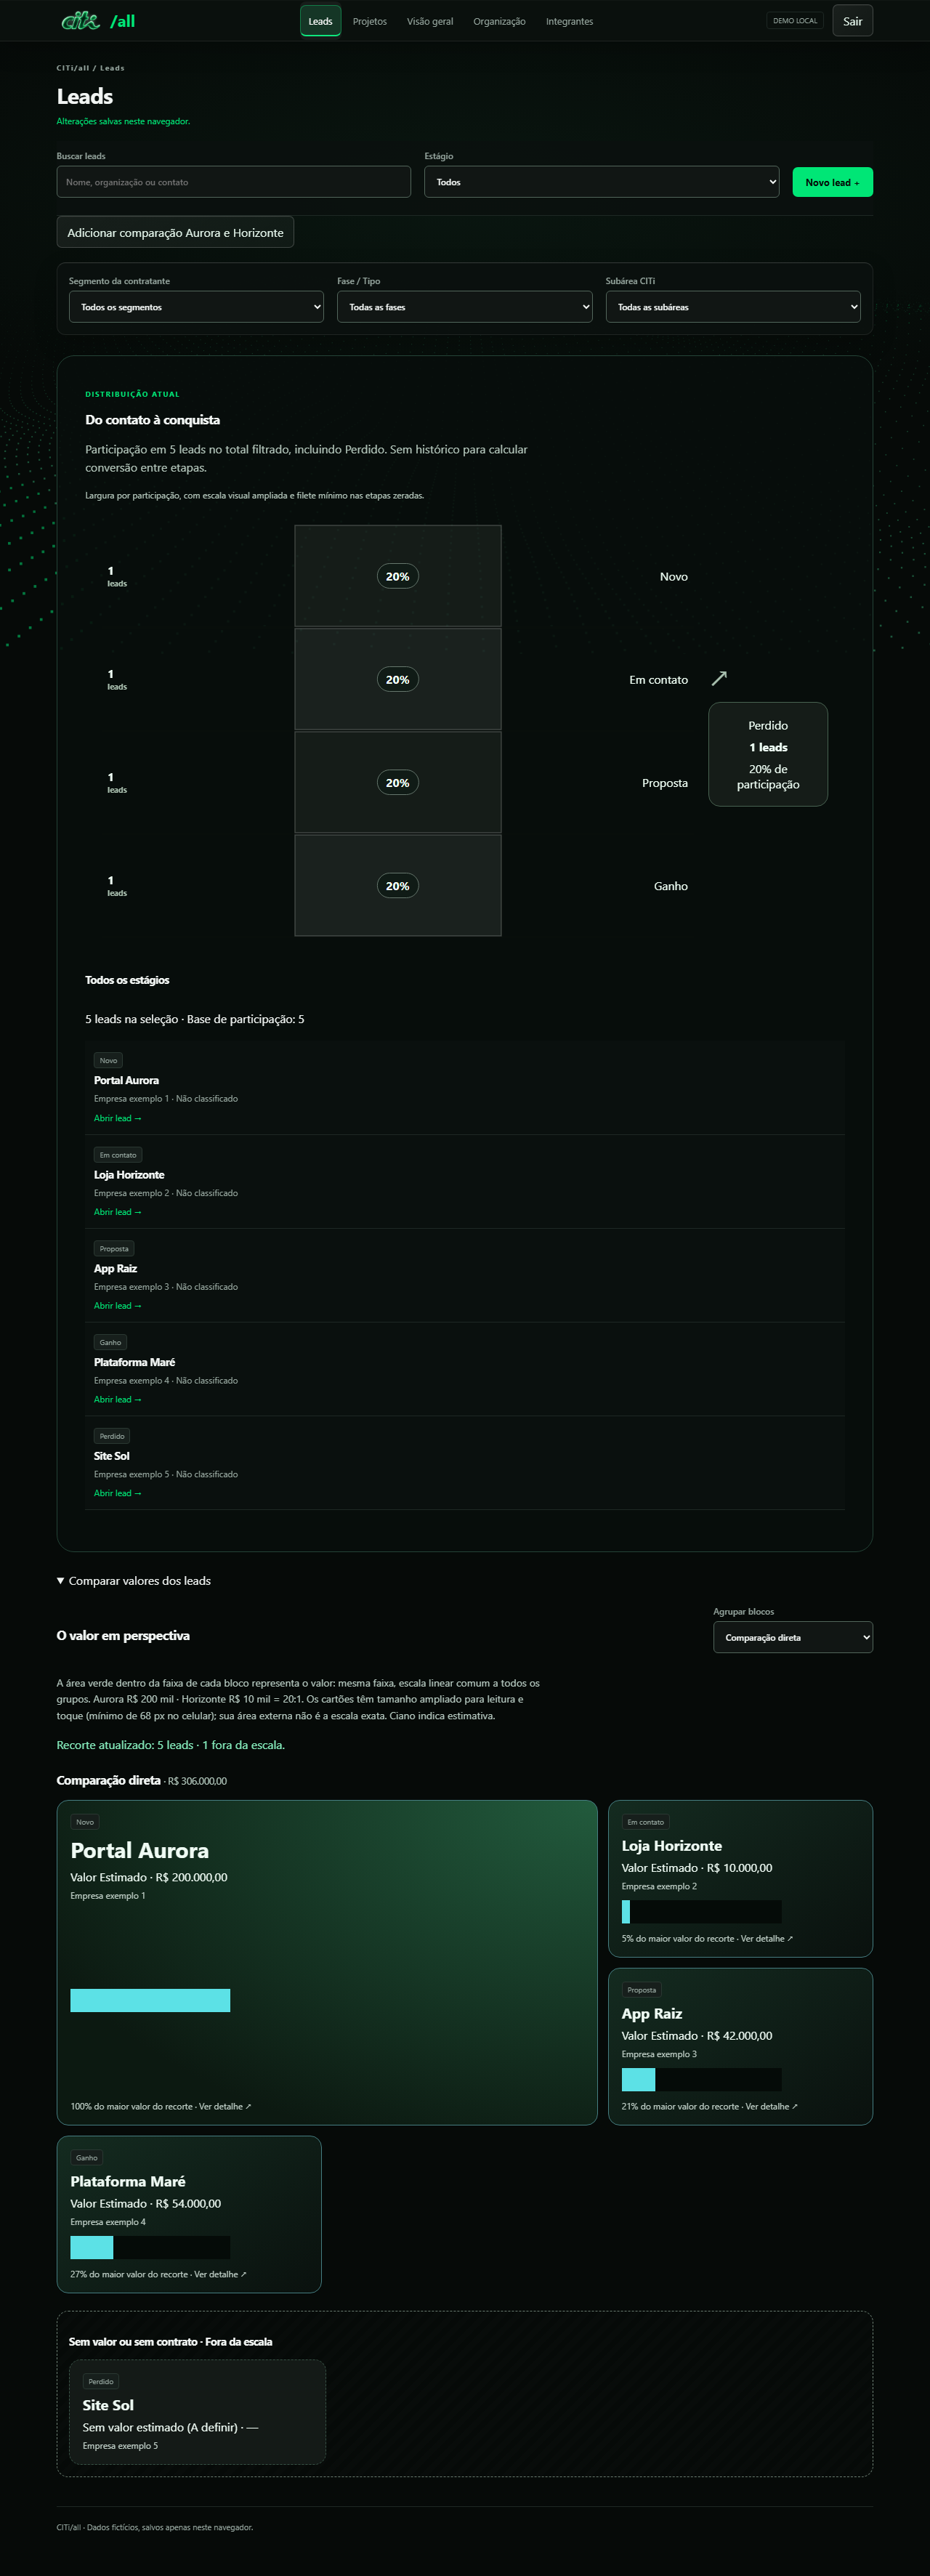 citi /all
Leads
Projetos
Visão geral
Organização
Integrantes
DEMO LOCAL
Sair
CITi/all / Leads
Leads
Alterações salvas neste navegador.
Buscar leads
Nome, organização ou contato
Estágio
Todos
Novo lead +
Adicionar comparação Aurora e Horizonte
Segmento da contratante
Todos os segmentos
Fase / Tipo
Todas as fases
Subárea CITi
Todas as subáreas
DISTRIBUIÇÃO ATUAL
Do contato à conquista
Participação em 5 leads no total filtrado, incluindo Perdido. Sem histórico para calcular
conversão entre etapas.
Largura por participação, com escala visual ampliada e filete mínimo nas etapas zeradas.
1
leads
20%
Novo
1
leads
20%
Em contato
1
leads
20%
Proposta
1
leads
20%
Ganho
↗
Perdido
1 leads
20% de
participação
Todos os estágios
5 leads na seleção · Base de participação: 5
Novo
Portal Aurora
Empresa exemplo 1 · Não classificado
Abrir lead →
Em contato
Loja Horizonte
Empresa exemplo 2 · Não classificado
Abrir lead →
Proposta
App Raiz
Empresa exemplo 3 · Não classificado
Abrir lead →
Ganho
Plataforma Maré
Empresa exemplo 4 · Não classificado
Abrir lead →
Perdido
Site Sol
Empresa exemplo 5 · Não classificado
Abrir lead →
▼ Comparar valores dos leads
O valor em perspectiva
Agrupar blocos
Comparação direta
A área verde dentro da faixa de cada bloco representa o valor: mesma faixa, escala linear comum a todos os
grupos. Aurora R$ 200 mil · Horizonte R$ 10 mil = 20:1. Os cartões têm tamanho ampliado para leitura e
toque (mínimo de 68 px no celular); sua área externa não é a escala exata. Ciano indica estimativa.
Recorte atualizado: 5 leads · 1 fora da escala.
Comparação direta · R$ 306.000,00
Novo
Portal Aurora
Valor Estimado · R$ 200.000,00
Empresa exemplo 1
100% do maior valor do recorte · Ver detalhe ↗
Em contato
Loja Horizonte
Valor Estimado · R$ 10.000,00
Empresa exemplo 2
5% do maior valor do recorte · Ver detalhe ↗
Proposta
App Raiz
Valor Estimado · R$ 42.000,00
Empresa exemplo 3
21% do maior valor do recorte · Ver detalhe ↗
Ganho
Plataforma Maré
Valor Estimado · R$ 54.000,00
Empresa exemplo 4
27% do maior valor do recorte · Ver detalhe ↗
Sem valor ou sem contrato · Fora da escala
Perdido
Site Sol
Sem valor estimado (A definir) · —
Empresa exemplo 5
CITi/all · Dados fictícios, salvos apenas neste navegador.